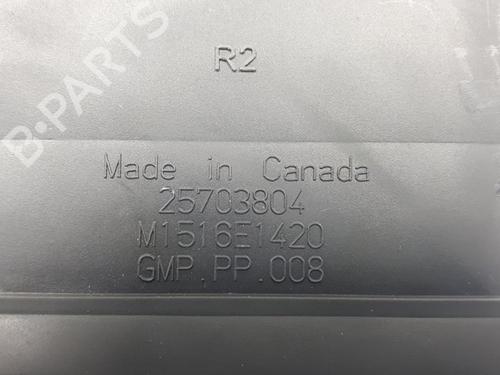 B-PARTS
R2
Made in Canada
25703804
M1516E1420
GMP.PP.008